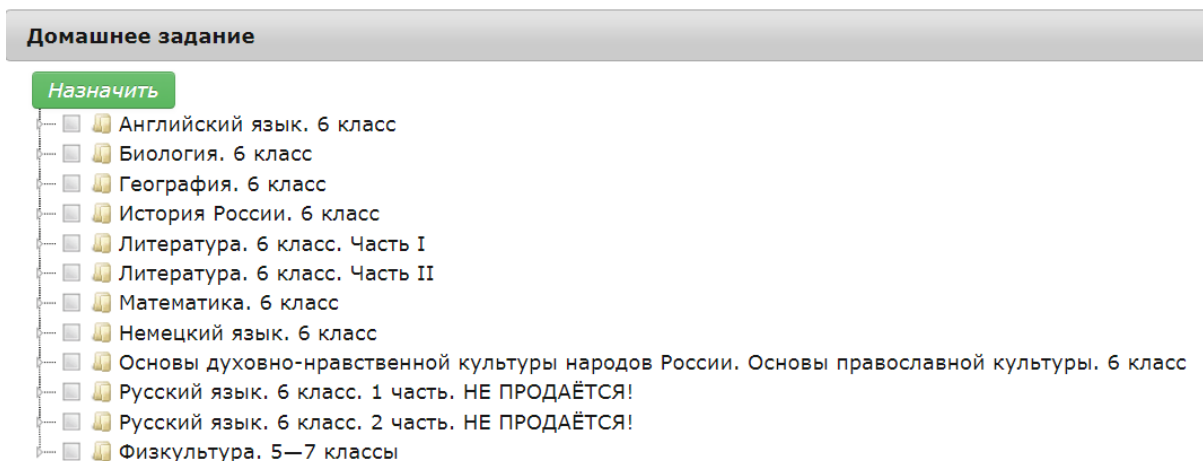 Домашнее задание
Назначить
Английский язык. 6 класс
Биология. 6 класс
География. 6 класс
История России. 6 класс
Литература. 6 класс. Часть I
Литература. 6 класс. Часть II
Математика. 6 класс
Немецкий язык. 6 класс
Основы духовно-нравственной культуры народов России. Основы православной культуры. 6 класс
Русский язык. 6 класс. 1 часть. НЕ ПРОДАЁТСЯ!
Русский язык. 6 класс. 2 часть. НЕ ПРОДАЁТСЯ!
Физкультура. 5—7 классы